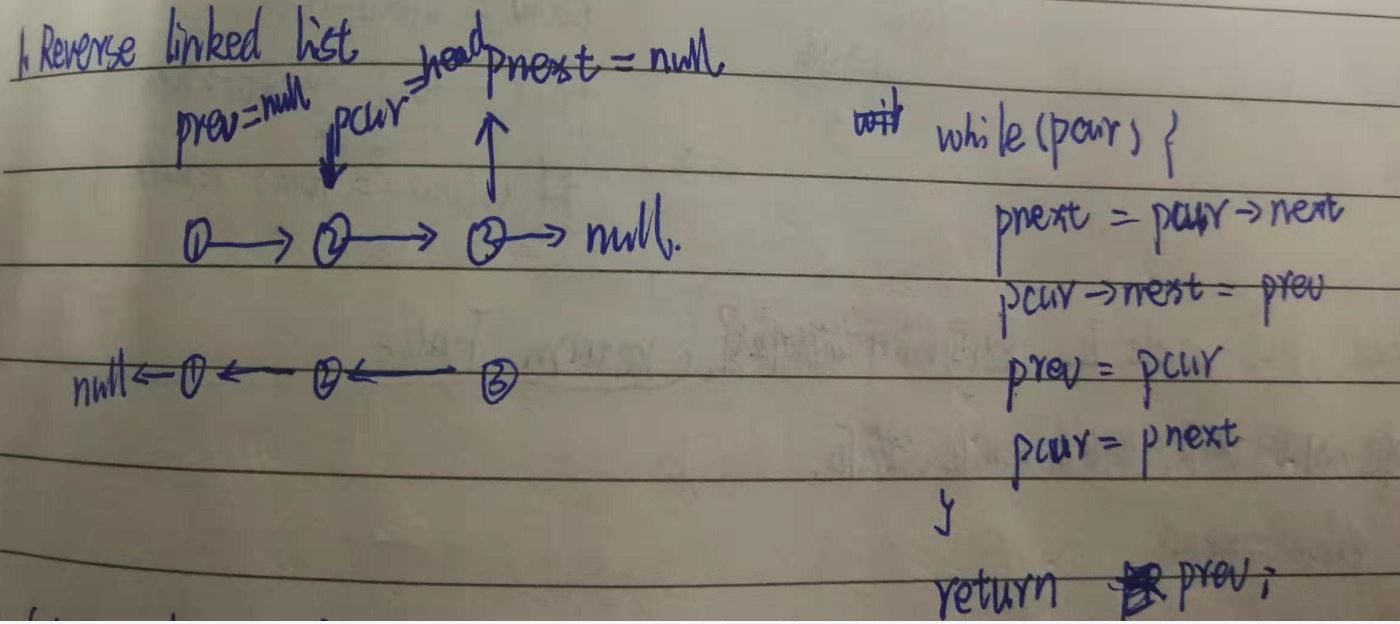 1. Reverse linked list
prev=null pcur=head pnext = null
① → ② → ③ → null.
null ← ① ← ② ← ③
while(pcur) {
pnext = pcur→next
pcur→next = prev
prev = pcur
pcur = pnext
}
return prev;